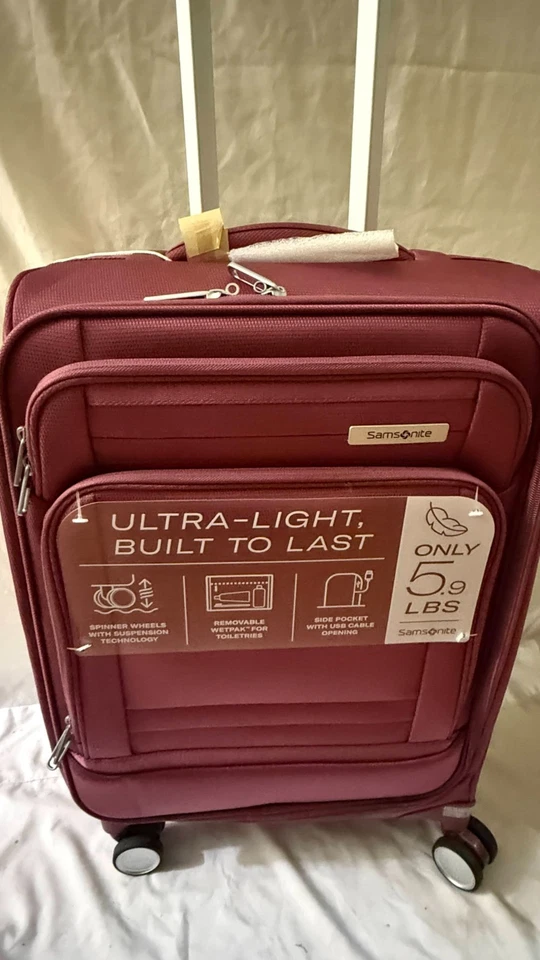 Samsonite
ULTRA-LIGHT,
BUILT TO LAST
SPINNER WHEELS
WITH SUSPENSION
TECHNOLOGY
REMOVABLE
WETPAK™ FOR
TOILETRIES
SIDE POCKET
WITH USB CABLE
OPENING
ONLY
5.9
LBS
Samsonite